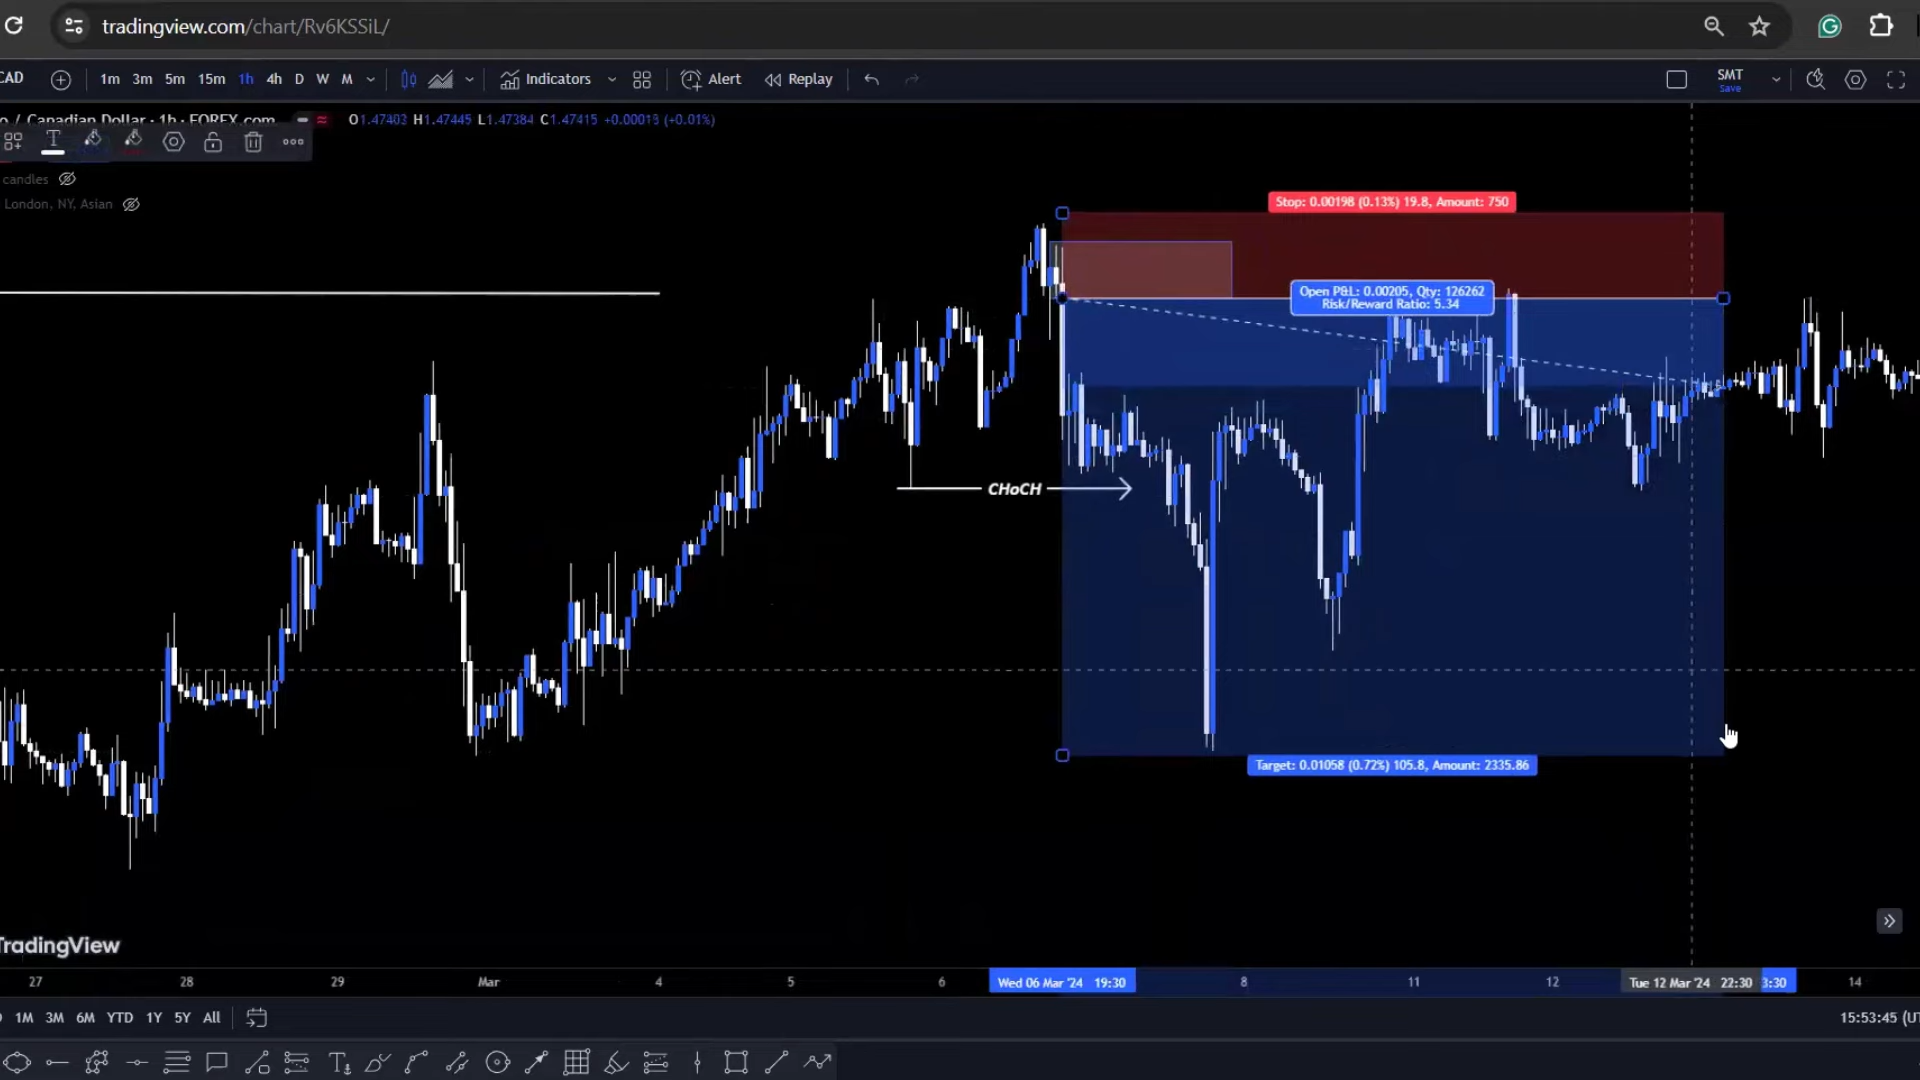 tradingview.com/chart/Rv6KSSiL/
CAD 1m 3m 5m 15m 1h 4h D W M Indicators Alert Replay SMT
Save
o / Canadian Dollar · 1h · FOREX.com O1.47403 H1.47445 L1.47384 C1.47415 +0.00013 (+0.01%)
candles
London, NY, Asian
Stop: 0.00198 (0.13%) 19.8, Amount: 750
Open P&L: 0.00205, Qty: 126262
Risk/Reward Ratio: 5.34
CHoCH
Target: 0.01058 (0.72%) 105.8, Amount: 2335.86
TradingView
27 28 29 Mar 4 5 6 Wed 06 Mar '24 19:30 8 11 12 Tue 12 Mar '24 22:30 3:30 14
1M 3M 6M YTD 1Y 5Y All 15:53:45 (UT